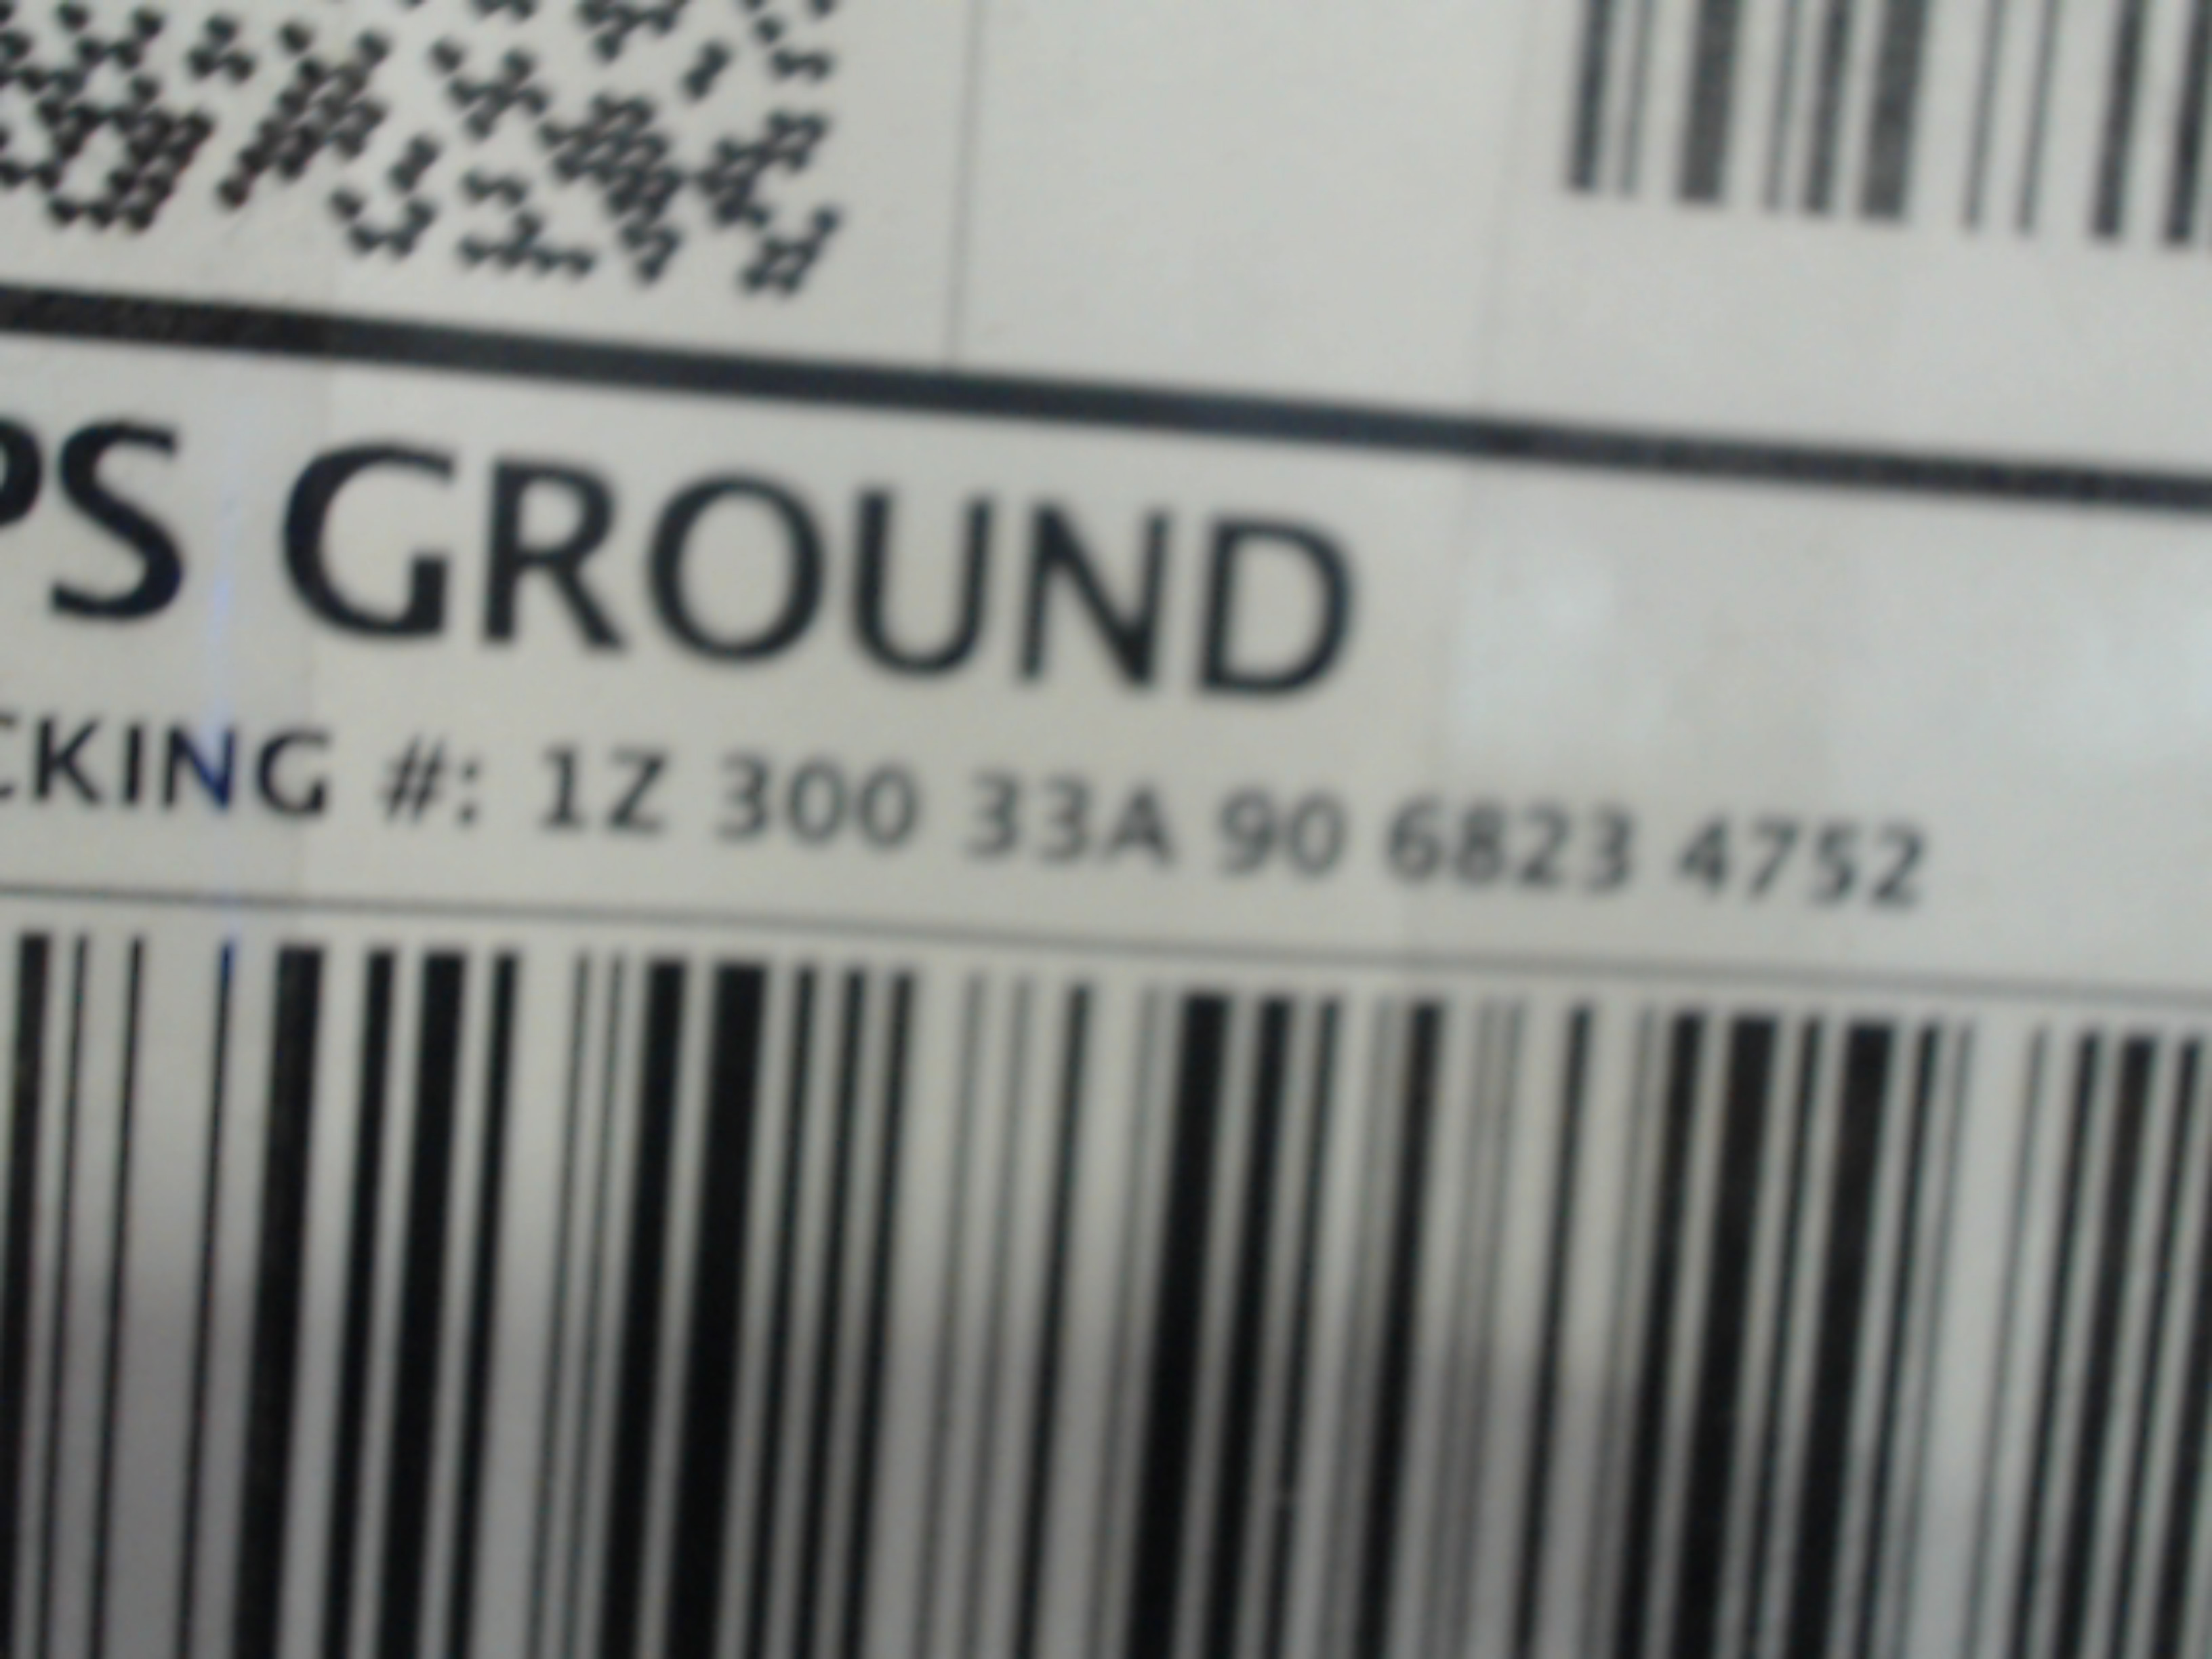 PS GROUND
CKING #: 1Z 300 33A 90 6823 4752